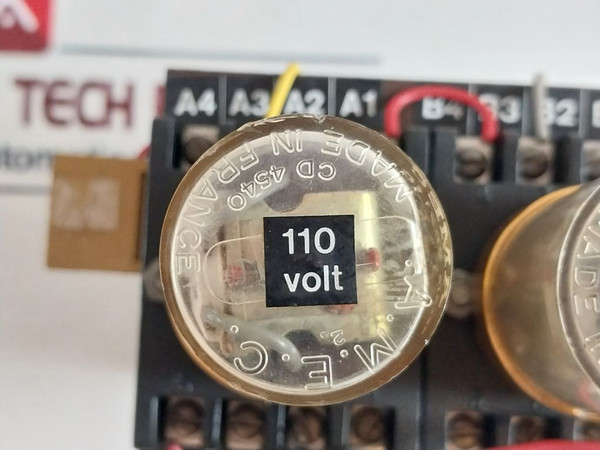 A
TECH
A4 A3 A2 A1 B4 B3 B2
MADE IN FRANCE
CD 4540
110
volt
A.M.E.C.